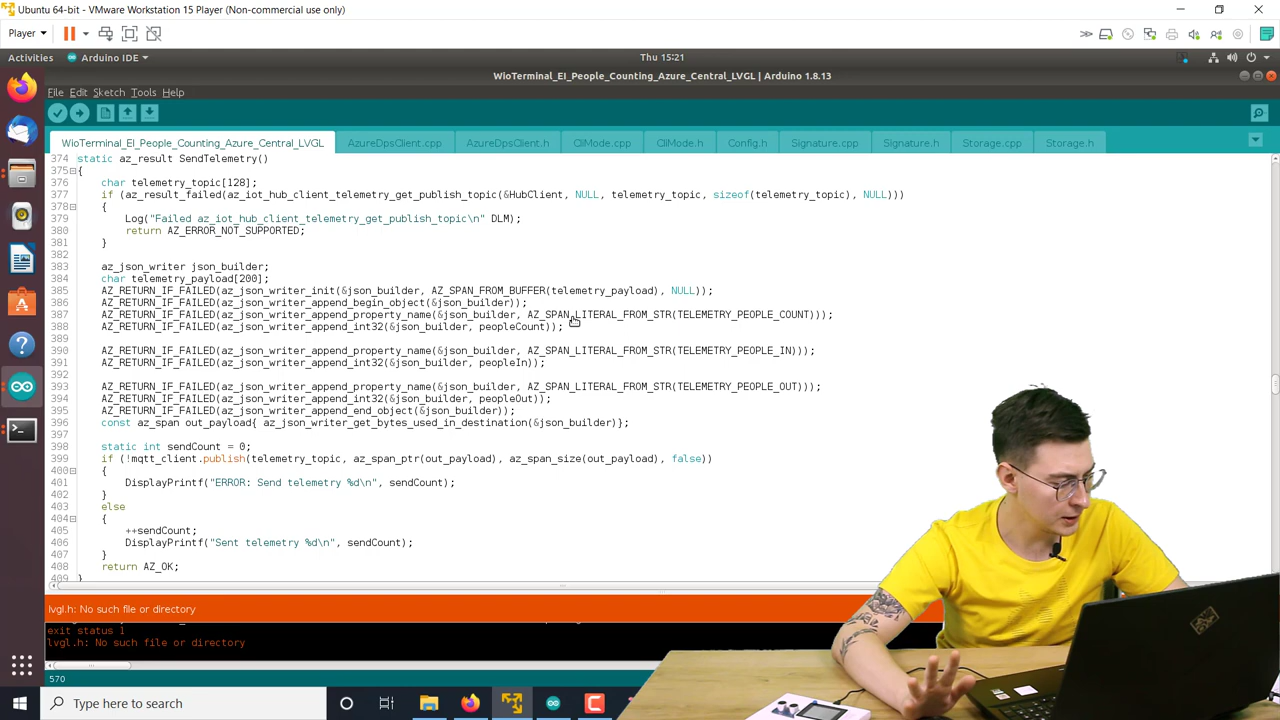 Ubuntu 64-bit - VMware Workstation 15 Player (Non-commercial use only)
Player
Activities
Arduino IDE
Thu 15:21
WioTerminal_EI_People_Counting_Azure_Central_LVGL | Arduino 1.8.13
File Edit Sketch Tools Help
WioTerminal_EI_People_Counting_Azure_Central_LVGL AzureDpsClient.cpp AzureDpsClient.h CliMode.cpp CliMode.h Config.h Signature.cpp Signature.h Storage.cpp Storage.h
374 static az_result SendTelemetry()
375 {
376 char telemetry_topic[128];
377 if (az_result_failed(az_iot_hub_client_telemetry_get_publish_topic(&HubClient, NULL, telemetry_topic, sizeof(telemetry_topic), NULL)))
378 {
379 Log("Failed az_iot_hub_client_telemetry_get_publish_topic\n" DLM);
380 return AZ_ERROR_NOT_SUPPORTED;
381 }
382
383 az_json_writer json_builder;
384 char telemetry_payload[200];
385 AZ_RETURN_IF_FAILED(az_json_writer_init(&json_builder, AZ_SPAN_FROM_BUFFER(telemetry_payload), NULL));
386 AZ_RETURN_IF_FAILED(az_json_writer_append_begin_object(&json_builder));
387 AZ_RETURN_IF_FAILED(az_json_writer_append_property_name(&json_builder, AZ_SPAN_LITERAL_FROM_STR(TELEMETRY_PEOPLE_COUNT)));
388 AZ_RETURN_IF_FAILED(az_json_writer_append_int32(&json_builder, peopleCount));
389
390 AZ_RETURN_IF_FAILED(az_json_writer_append_property_name(&json_builder, AZ_SPAN_LITERAL_FROM_STR(TELEMETRY_PEOPLE_IN)));
391 AZ_RETURN_IF_FAILED(az_json_writer_append_int32(&json_builder, peopleIn));
392
393 AZ_RETURN_IF_FAILED(az_json_writer_append_property_name(&json_builder, AZ_SPAN_LITERAL_FROM_STR(TELEMETRY_PEOPLE_OUT)));
394 AZ_RETURN_IF_FAILED(az_json_writer_append_int32(&json_builder, peopleOut));
395 AZ_RETURN_IF_FAILED(az_json_writer_append_end_object(&json_builder));
396 const az_span out_payload{ az_json_writer_get_bytes_used_in_destination(&json_builder)};
397
398 static int sendCount = 0;
399 if (!mqtt_client.publish(telemetry_topic, az_span_ptr(out_payload), az_span_size(out_payload), false))
400 {
401 DisplayPrintf("ERROR: Send telemetry %d\n", sendCount);
402 }
403 else
404 {
405 ++sendCount;
406 DisplayPrintf("Sent telemetry %d\n", sendCount);
407 }
408 return AZ_OK;
409 }
lvgl.h: No such file or directory
exit status 1
lvgl.h: No such file or directory
570
Type here to search